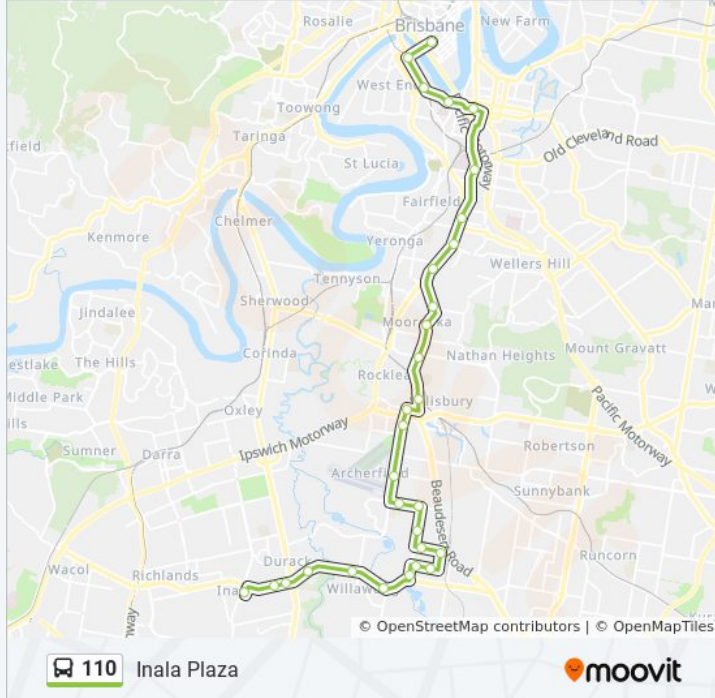 Rosalie
Brisbane
New Farm
West End
Toowong
Pacific Motorway
Old Cleveland Road
Taringa
St Lucia
Fairfield
Chelmer
Kenmore
Yeronga
Wellers Hill
Tennyson
Jindalee
Sherwood
Moorooka
The Hills
Corinda
Nathan Heights
Mount Gravatt
Rocklea
Middle Park
Oxley
Ipswich Motorway
Pacific Motorway
Sumner
Darra
Robertson
Archerfield
Sunnybank
Beaudesert Road
Durack
Runcorn
Wacol
Richlands
Inala
Willawong
© OpenStreetMap contributors | © OpenMapTiles
110 Inala Plaza
moovit